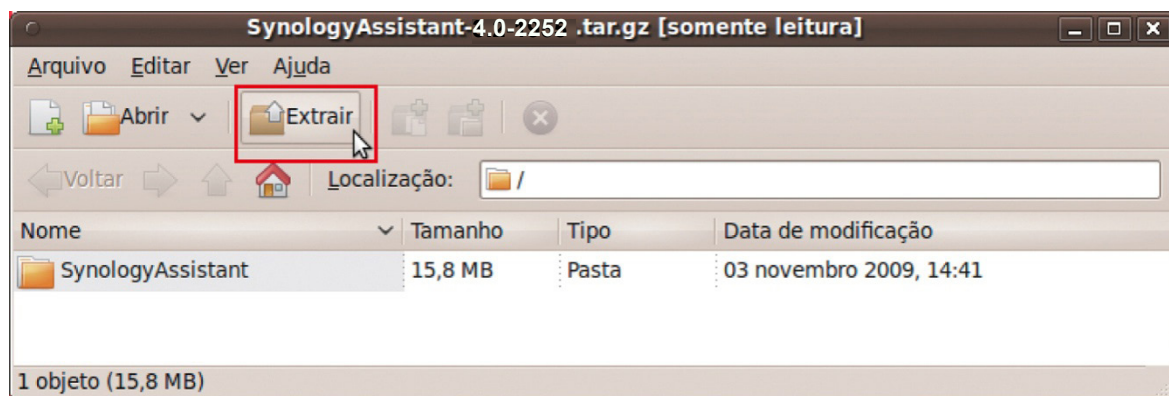 SynologyAssistant-4.0-2252 .tar.gz [somente leitura]
Arquivo Editar Ver Ajuda
Abrir Extrair
Voltar Localização: /
Nome Tamanho Tipo Data de modificação
SynologyAssistant 15,8 MB Pasta 03 novembro 2009, 14:41
1 objeto (15,8 MB)